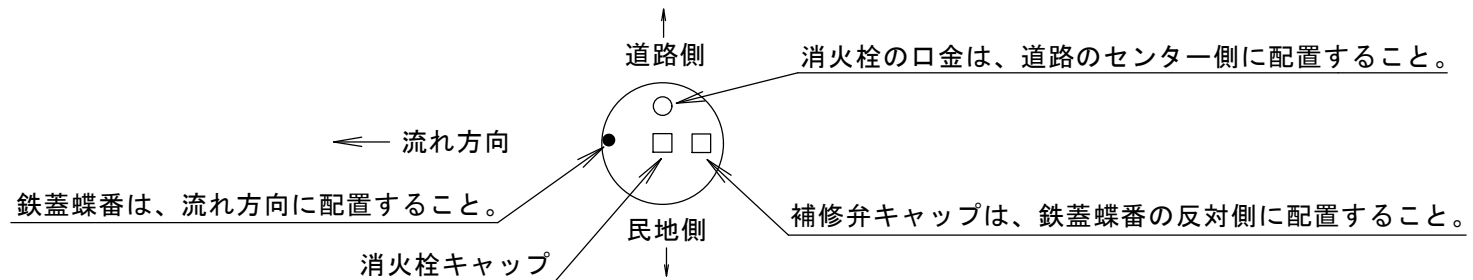 道路側
消火栓の口金は、道路のセンター側に配置すること。
流れ方向
鉄蓋蝶番は、流れ方向に配置すること。
補修弁キャップは、鉄蓋蝶番の反対側に配置すること。
民地側
消火栓キャップ